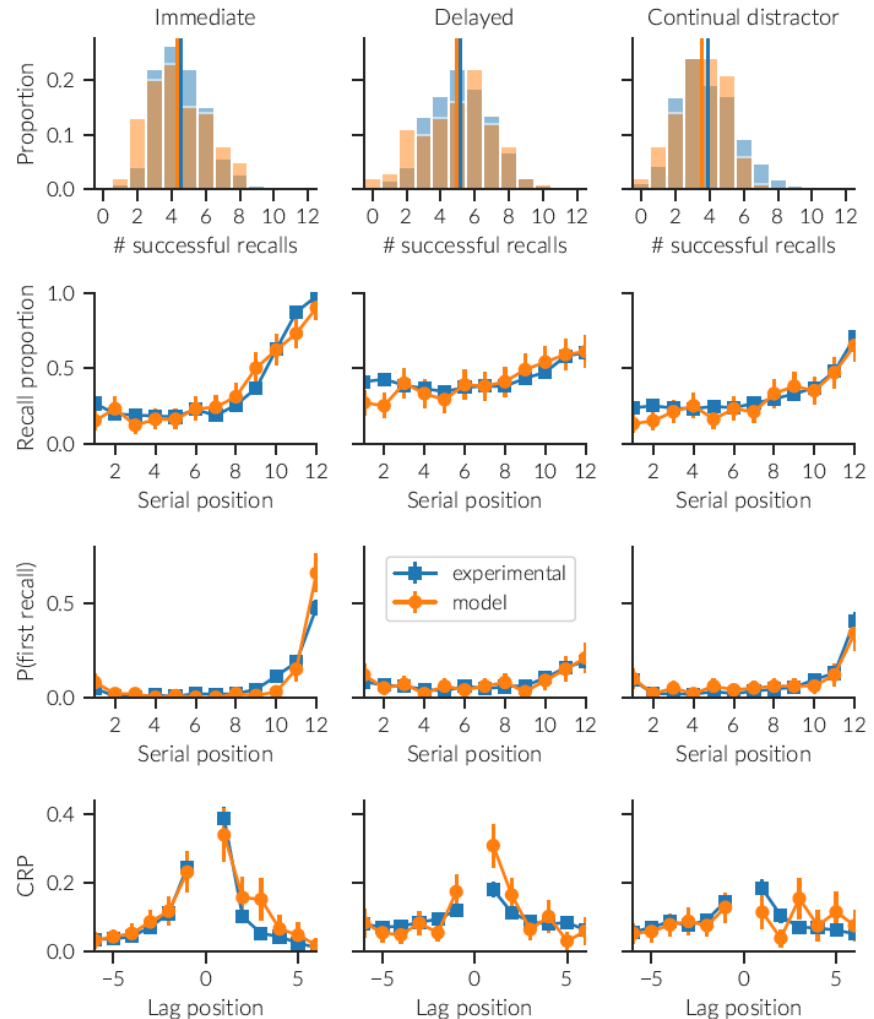 Immediate Delayed Continual distractor
Proportion
0.2
0.1
0.0
0 2 4 6 8 10 12 0 2 4 6 8 10 12 0 2 4 6 8 10 12
# successful recalls # successful recalls # successful recalls
Recall proportion
1.0
0.5
0.0
2 4 6 8 10 12 2 4 6 8 10 12 2 4 6 8 10 12
Serial position Serial position Serial position
P(first recall)
0.5
0.0
experimental
model
2 4 6 8 10 12 2 4 6 8 10 12 2 4 6 8 10 12
Serial position Serial position Serial position
CRP
0.4
0.2
0.0
−5 0 5 −5 0 5 −5 0 5
Lag position Lag position Lag position